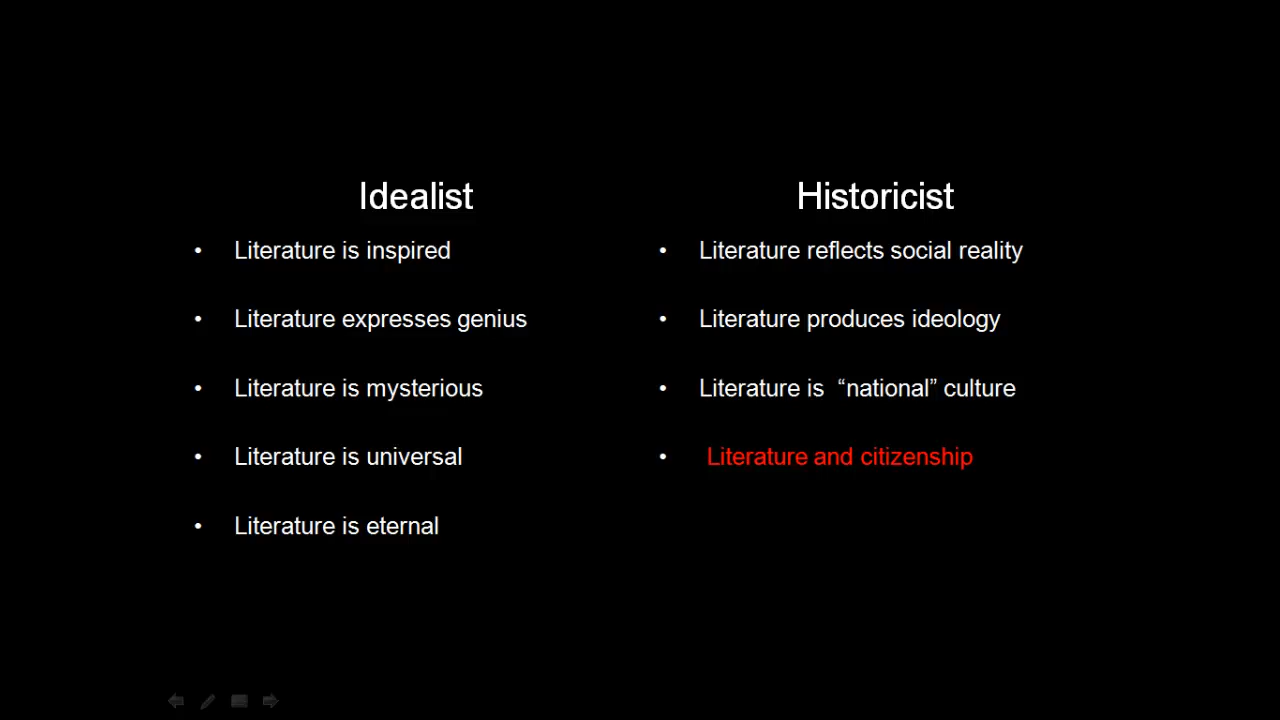 Idealist
• Literature is inspired
• Literature expresses genius
• Literature is mysterious
• Literature is universal
• Literature is eternal
Historicist
• Literature reflects social reality
• Literature produces ideology
• Literature is “national” culture
• Literature and citizenship